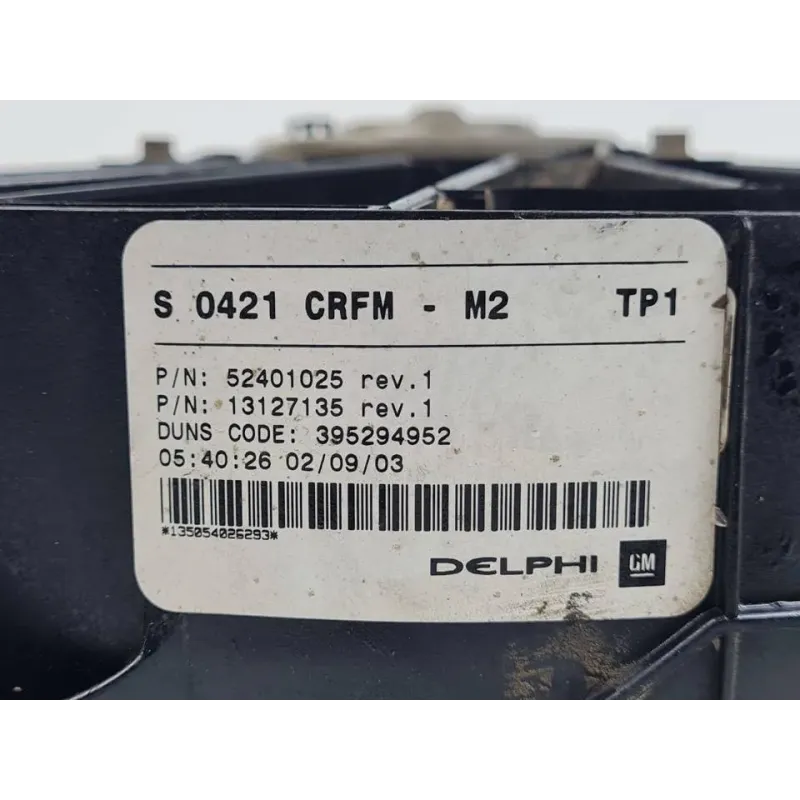 S 0421 CRFM - M2 TP1
P/N: 52401025 rev.1
P/N: 13127135 rev.1
DUNS CODE: 395294952
05:40:26 02/09/03
*135054026293*
DELPHI GM